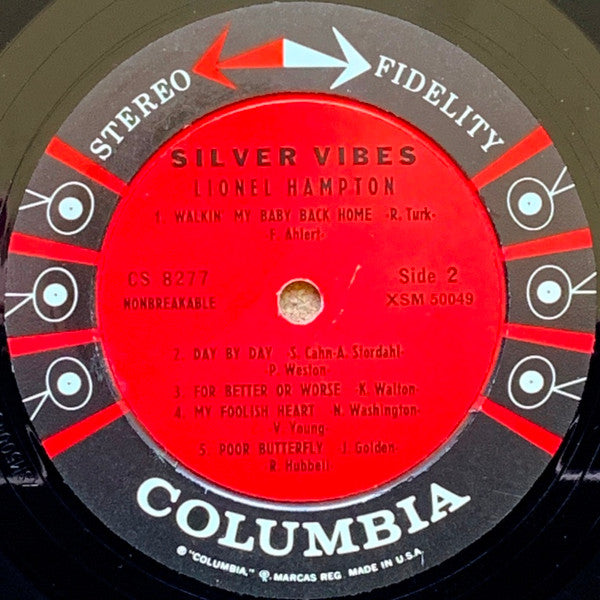 STEREO FIDELITY
SILVER VIBES
LIONEL HAMPTON
1. WALKIN' MY BABY BACK HOME -R. Turk-
F. Ahlert-
CS 8277
NONBREAKABLE
Side 2
XSM 50049
2. DAY BY DAY -S. Cahn-A. Stordahl-
P. Weston-
3. FOR BETTER OR WORSE -K. Walton-
4. MY FOOLISH HEART -N. Washington-
V. Young-
5. POOR BUTTERFLY -J. Golden-
R. Hubbell-
COLUMBIA
® "COLUMBIA," Ⓟ. MARCAS REG. MADE IN U.S.A.